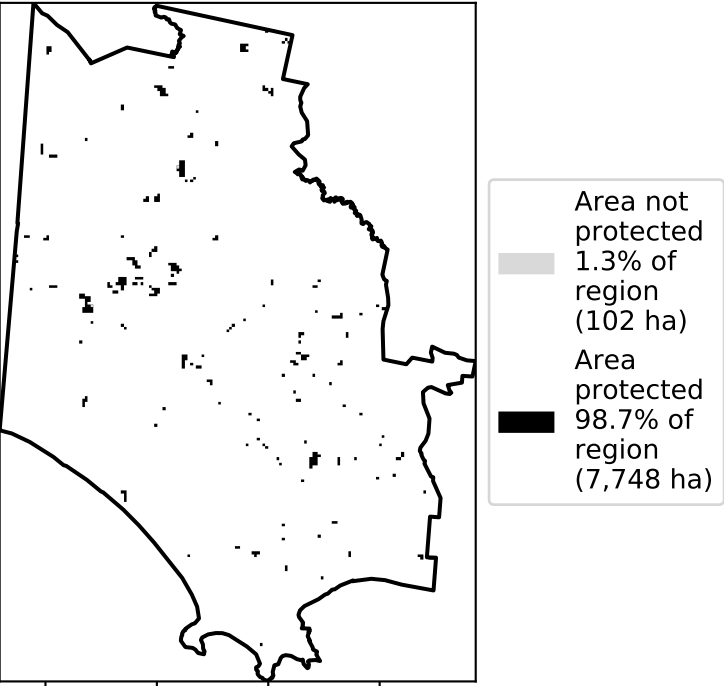 Area not
protected
1.3% of
region
(102 ha)
Area
protected
98.7% of
region
(7,748 ha)